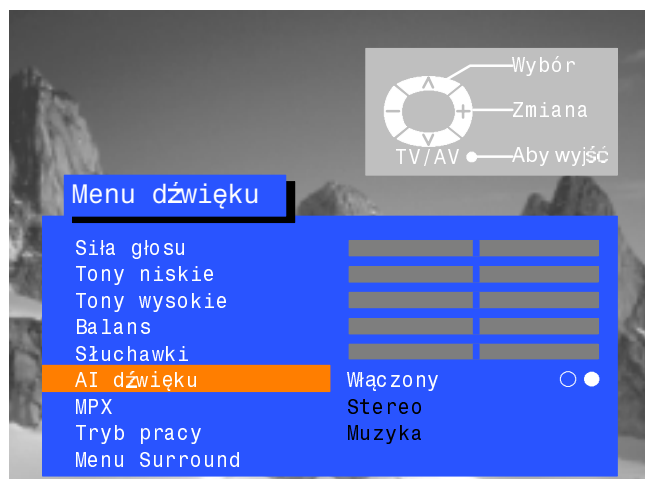 Wybór
Zmiana
TV/AV Aby wyjść
Menu dźwięku
Siła głosu
Tony niskie
Tony wysokie
Balans
Słuchawki
AI dźwięku Włączony
MPX Stereo
Tryb pracy Muzyka
Menu Surround